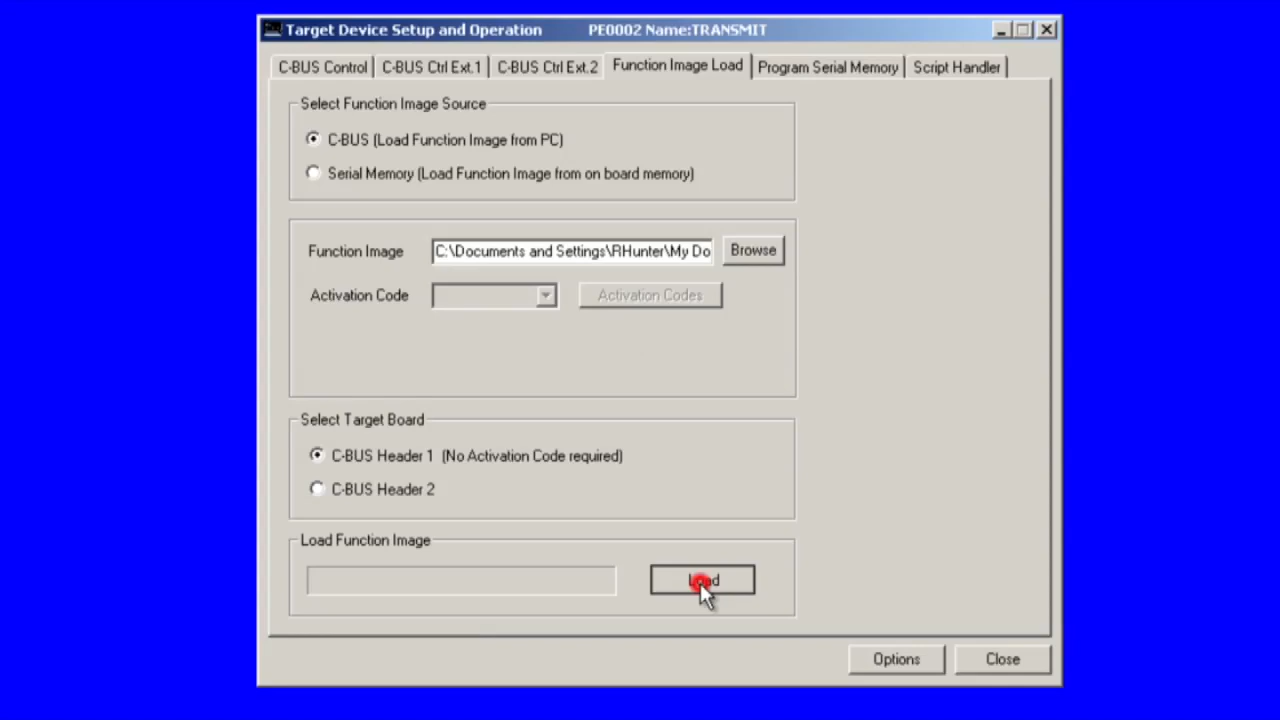 Target Device Setup and Operation PE0002 Name:TRANSMIT
C-BUS Control C-BUS Ctrl Ext.1 C-BUS Ctrl Ext.2 Function Image Load Program Serial Memory Script Handler
Select Function Image Source
C-BUS (Load Function Image from PC)
Serial Memory (Load Function Image from on board memory)
Function Image C:\Documents and Settings\RHunter\My Do Browse
Activation Code Activation Codes
Select Target Board
C-BUS Header 1 (No Activation Code required)
C-BUS Header 2
Load Function Image
Load
Options Close